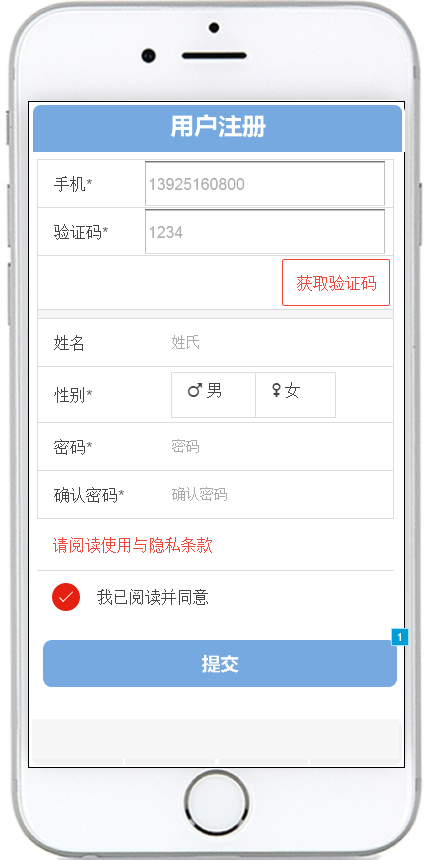 用户注册
手机* 13925160800
验证码* 1234
获取验证码
姓名 姓氏
性别* ♂男 ♀女
密码* 密码
确认密码* 确认密码
请阅读使用与隐私条款
我已阅读并同意
1
提交